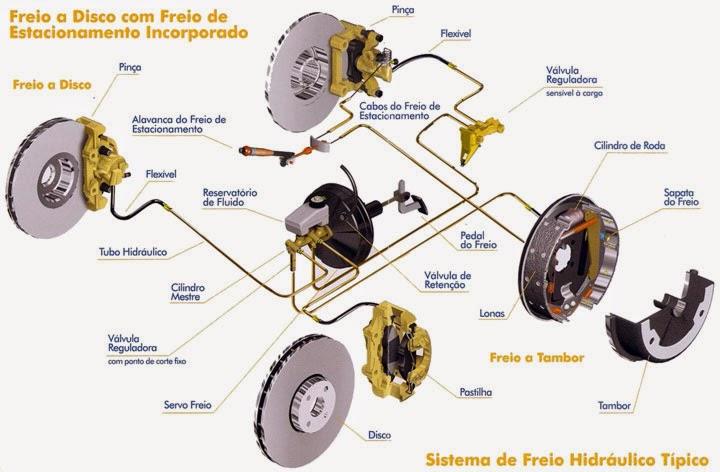 Freio a Disco com Freio de
Estacionamento Incorporado
Pinça
Flexível
Pinça
Freio a Disco
Válvula
Reguladora
sensível à carga
Alavanca do Freio de
Estacionamento
Cabos do Freio de
Estacionamento
Cilindro de Roda
Flexível
Reservatório
de Fluido
Sapata
do Freio
Pedal
do Freio
Tubo Hidráulico
Válvula de
Retenção
Cilindro
Mestre
Lonas
Válvula
Reguladora
com ponto de corte fixo
Freio a Tambor
Servo Freio
Pastilha
Tambor
Disco
Sistema de Freio Hidráulico Típico